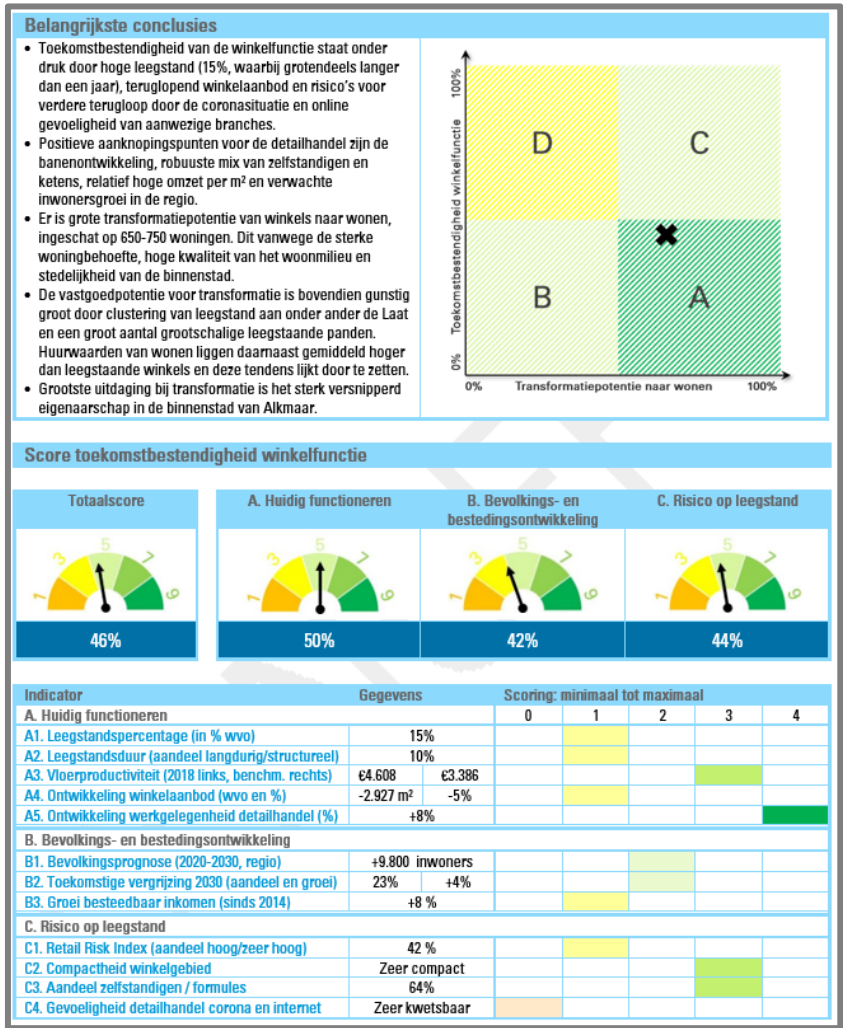 Belangrijkste conclusies
• Toekomstbestendigheid van de winkelfunctie staat onder
druk door hoge leegstand (15%, waarbij grotendeels langer
dan een jaar), teruglopend winkelaanbod en risico's voor
verdere terugloop door de coronasituatie en online
gevoeligheid van aanwezige branches.
• Positieve aanknopingspunten voor de detailhandel zijn de
banenontwikkeling, robuuste mix van zelfstandigen en
ketens, relatief hoge omzet per m² en verwachte
inwonersgroei in de regio.
• Er is grote transformatiepotentie van winkels naar wonen,
ingeschat op 650-750 woningen. Dit vanwege de sterke
woningbehoefte, hoge kwaliteit van het woonmilieu en
stedelijkheid van de binnenstad.
• De vastgoedpotentie voor transformatie is bovendien gunstig
groot door clustering van leegstand aan onder ander de Laat
en een groot aantal grootschalige leegstaande panden.
Huurwaarden van wonen liggen daarnaast gemiddeld hoger
dan leegstaande winkels en deze tendens lijkt door te zetten.
• Grootste uitdaging bij transformatie is het sterk versnipperd
eigenaarschap in de binnenstad van Alkmaar.
100%
Toekomstbestendigheid winkelfunctie
0%
D
C
B
A
0% Transformatiepotentie naar wonen 100%
Score toekomstbestendigheid winkelfunctie
Totaalscore
1 3 5 7 9
46%
A. Huidig functioneren
1 3 5 7 9
50%
B. Bevolkings- en
bestedingsontwikkeling
1 3 5 7 9
42%
C. Risico op leegstand
1 3 5 7 9
44%
Indicator Gegevens Scoring: minimaal tot maximaal
A. Huidig functioneren 0 1 2 3 4
A1. Leegstandspercentage (in % wvo) 15%
A2. Leegstandsduur (aandeel langdurig/structureel) 10%
A3. Vloerproductiviteit (2018 links, benchm. rechts) €4.608 €3.386
A4. Ontwikkeling winkelaanbod (wvo en %) -2.927 m² -5%
A5. Ontwikkeling werkgelegenheid detailhandel (%) +8%
B. Bevolkings- en bestedingsontwikkeling
B1. Bevolkingsprognose (2020-2030, regio) +9.800 inwoners
B2. Toekomstige vergrijzing 2030 (aandeel en groei) 23% +4%
B3. Groei besteedbaar inkomen (sinds 2014) +8 %
C. Risico op leegstand
C1. Retail Risk Index (aandeel hoog/zeer hoog) 42 %
C2. Compactheid winkelgebied Zeer compact
C3. Aandeel zelfstandigen / formules 64%
C4. Gevoeligheid detailhandel corona en internet Zeer kwetsbaar